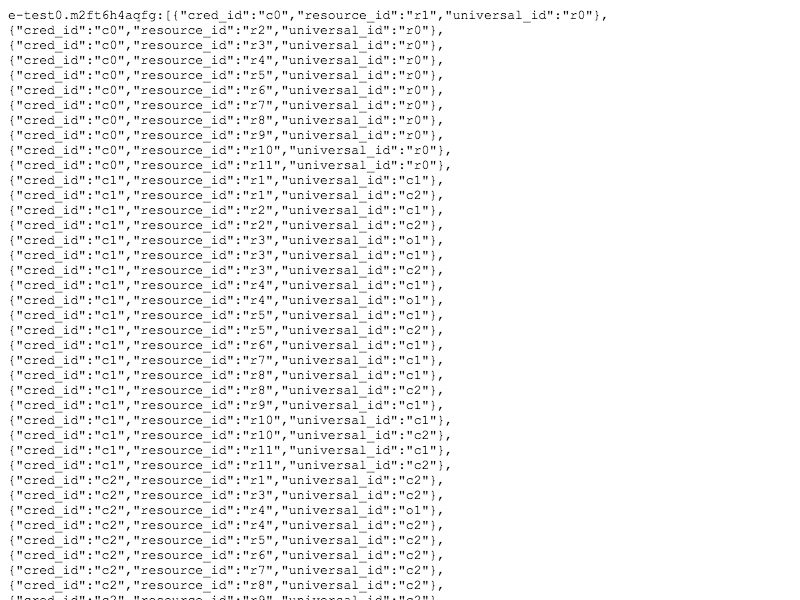 e-test0.m2ft6h4aqfg:[{"cred_id":"c0","resource_id":"r1","universal_id":"r0"},
{"cred_id":"c0","resource_id":"r2","universal_id":"r0"},
{"cred_id":"c0","resource_id":"r3","universal_id":"r0"},
{"cred_id":"c0","resource_id":"r4","universal_id":"r0"},
{"cred_id":"c0","resource_id":"r5","universal_id":"r0"},
{"cred_id":"c0","resource_id":"r6","universal_id":"r0"},
{"cred_id":"c0","resource_id":"r7","universal_id":"r0"},
{"cred_id":"c0","resource_id":"r8","universal_id":"r0"},
{"cred_id":"c0","resource_id":"r9","universal_id":"r0"},
{"cred_id":"c0","resource_id":"r10","universal_id":"r0"},
{"cred_id":"c0","resource_id":"r11","universal_id":"r0"},
{"cred_id":"c1","resource_id":"r1","universal_id":"c1"},
{"cred_id":"c1","resource_id":"r1","universal_id":"c2"},
{"cred_id":"c1","resource_id":"r2","universal_id":"c1"},
{"cred_id":"c1","resource_id":"r2","universal_id":"c2"},
{"cred_id":"c1","resource_id":"r3","universal_id":"o1"},
{"cred_id":"c1","resource_id":"r3","universal_id":"c1"},
{"cred_id":"c1","resource_id":"r3","universal_id":"c2"},
{"cred_id":"c1","resource_id":"r4","universal_id":"c1"},
{"cred_id":"c1","resource_id":"r4","universal_id":"o1"},
{"cred_id":"c1","resource_id":"r5","universal_id":"c1"},
{"cred_id":"c1","resource_id":"r5","universal_id":"c2"},
{"cred_id":"c1","resource_id":"r6","universal_id":"c1"},
{"cred_id":"c1","resource_id":"r7","universal_id":"c1"},
{"cred_id":"c1","resource_id":"r8","universal_id":"c1"},
{"cred_id":"c1","resource_id":"r8","universal_id":"c2"},
{"cred_id":"c1","resource_id":"r9","universal_id":"c1"},
{"cred_id":"c1","resource_id":"r10","universal_id":"c1"},
{"cred_id":"c1","resource_id":"r10","universal_id":"c2"},
{"cred_id":"c1","resource_id":"r11","universal_id":"c1"},
{"cred_id":"c1","resource_id":"r11","universal_id":"c2"},
{"cred_id":"c2","resource_id":"r1","universal_id":"c2"},
{"cred_id":"c2","resource_id":"r3","universal_id":"c2"},
{"cred_id":"c2","resource_id":"r4","universal_id":"o1"},
{"cred_id":"c2","resource_id":"r4","universal_id":"c2"},
{"cred_id":"c2","resource_id":"r5","universal_id":"c2"},
{"cred_id":"c2","resource_id":"r6","universal_id":"c2"},
{"cred_id":"c2","resource_id":"r7","universal_id":"c2"},
{"cred_id":"c2","resource_id":"r8","universal_id":"c2"},